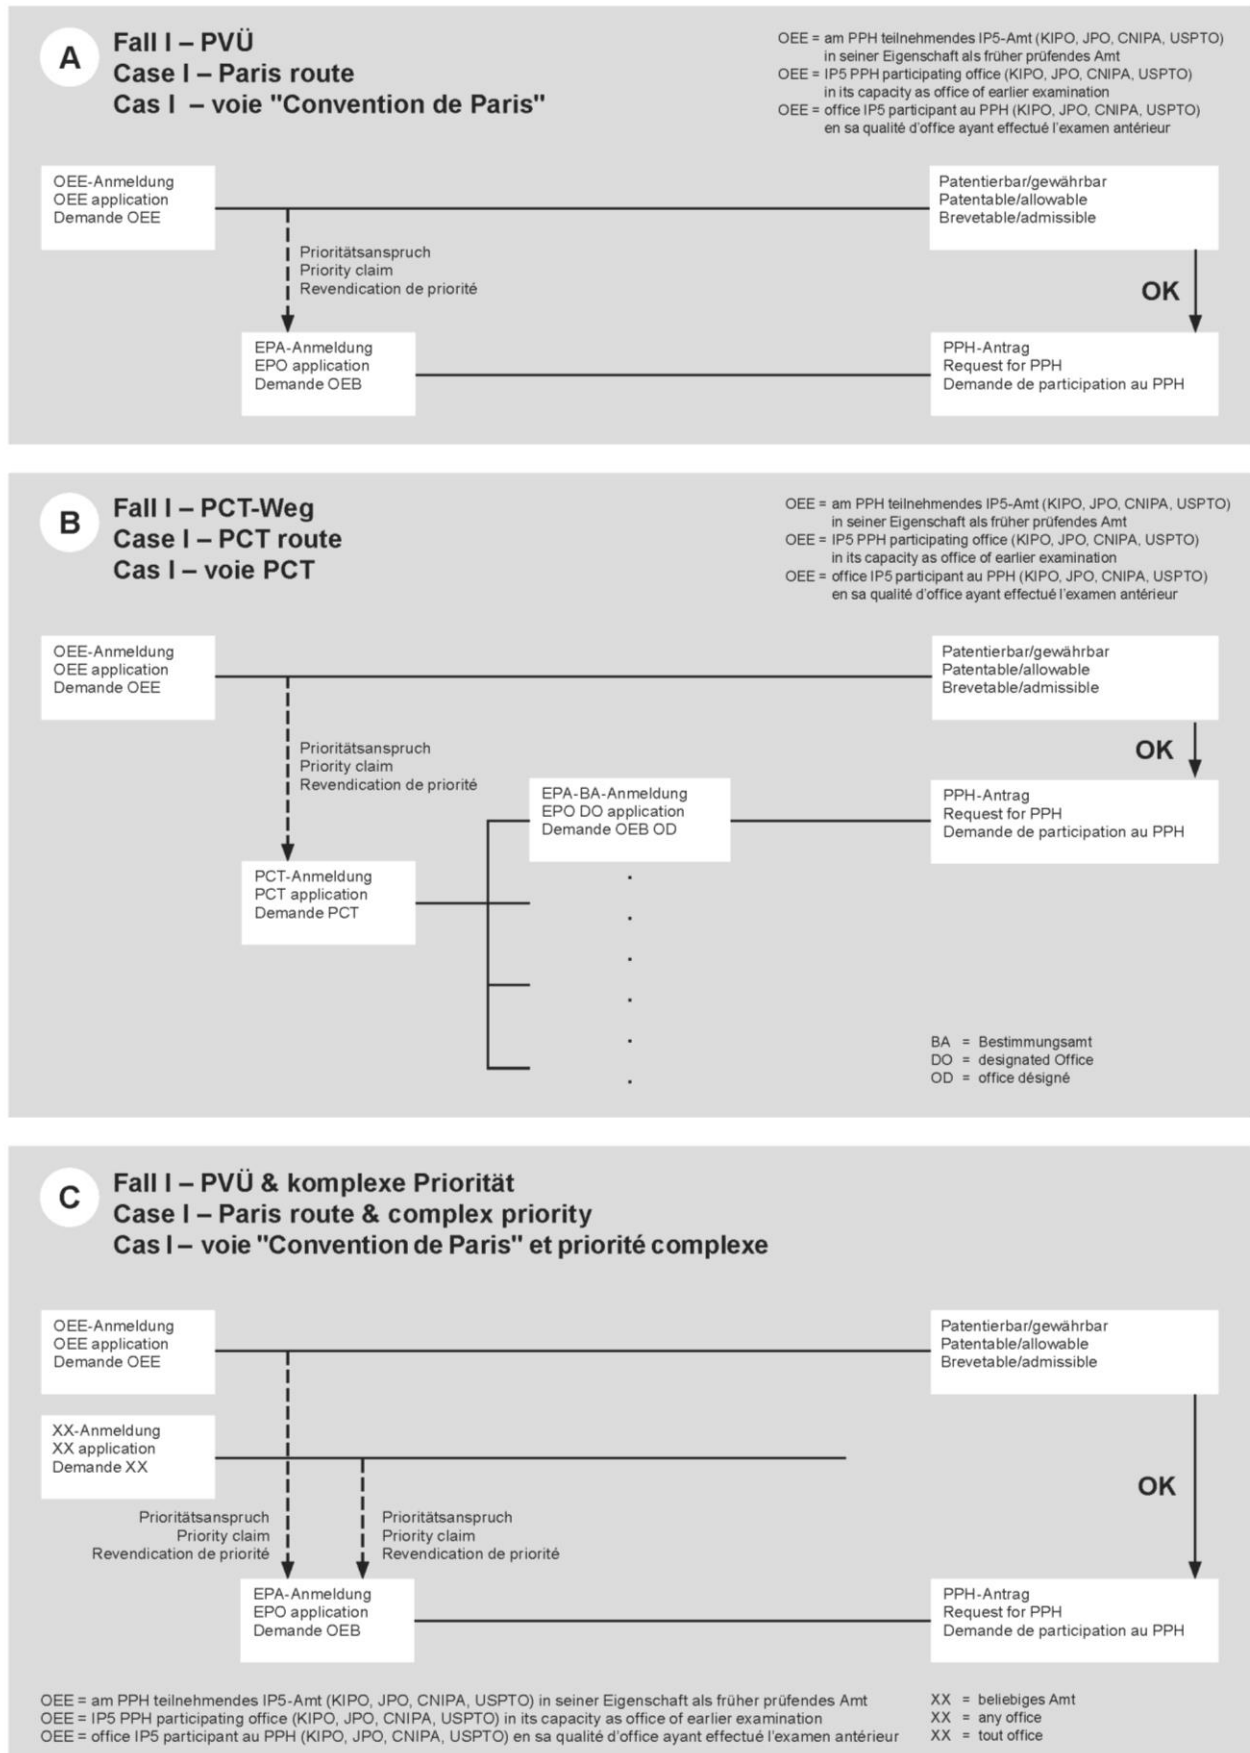 A
Fall I – PVÜ
Case I – Paris route
Cas I – voie "Convention de Paris"
OEE = am PPH teilnehmendes IP5-Amt (KIPO, JPO, CNIPA, USPTO)
in seiner Eigenschaft als früher prüfendes Amt
OEE = IP5 PPH participating office (KIPO, JPO, CNIPA, USPTO)
in its capacity as office of earlier examination
OEE = office IP5 participant au PPH (KIPO, JPO, CNIPA, USPTO)
en sa qualité d'office ayant effectué l'examen antérieur
OEE-Anmeldung
OEE application
Demande OEE
Patentierbar/gewährbar
Patentable/allowable
Brevetable/admissible
Prioritätsanspruch
Priority claim
Revendication de priorité
OK
EPA-Anmeldung
EPO application
Demande OEB
PPH-Antrag
Request for PPH
Demande de participation au PPH
B
Fall I – PCT-Weg
Case I – PCT route
Cas I – voie PCT
OEE = am PPH teilnehmendes IP5-Amt (KIPO, JPO, CNIPA, USPTO)
in seiner Eigenschaft als früher prüfendes Amt
OEE = IP5 PPH participating office (KIPO, JPO, CNIPA, USPTO)
in its capacity as office of earlier examination
OEE = office IP5 participant au PPH (KIPO, JPO, CNIPA, USPTO)
en sa qualité d'office ayant effectué l'examen antérieur
OEE-Anmeldung
OEE application
Demande OEE
Patentierbar/gewährbar
Patentable/allowable
Brevetable/admissible
Prioritätsanspruch
Priority claim
Revendication de priorité
OK
EPA-BA-Anmeldung
EPO DO application
Demande OEB OD
PPH-Antrag
Request for PPH
Demande de participation au PPH
PCT-Anmeldung
PCT application
Demande PCT
BA = Bestimmungsamt
DO = designated Office
OD = office désigné
C
Fall I – PVÜ & komplexe Priorität
Case I – Paris route & complex priority
Cas I – voie "Convention de Paris" et priorité complexe
OEE-Anmeldung
OEE application
Demande OEE
Patentierbar/gewährbar
Patentable/allowable
Brevetable/admissible
XX-Anmeldung
XX application
Demande XX
OK
Prioritätsanspruch
Priority claim
Revendication de priorité
Prioritätsanspruch
Priority claim
Revendication de priorité
EPA-Anmeldung
EPO application
Demande OEB
PPH-Antrag
Request for PPH
Demande de participation au PPH
OEE = am PPH teilnehmendes IP5-Amt (KIPO, JPO, CNIPA, USPTO) in seiner Eigenschaft als früher prüfendes Amt
OEE = IP5 PPH participating office (KIPO, JPO, CNIPA, USPTO) in its capacity as office of earlier examination
OEE = office IP5 participant au PPH (KIPO, JPO, CNIPA, USPTO) en sa qualité d'office ayant effectué l'examen antérieur
XX = beliebiges Amt
XX = any office
XX = tout office